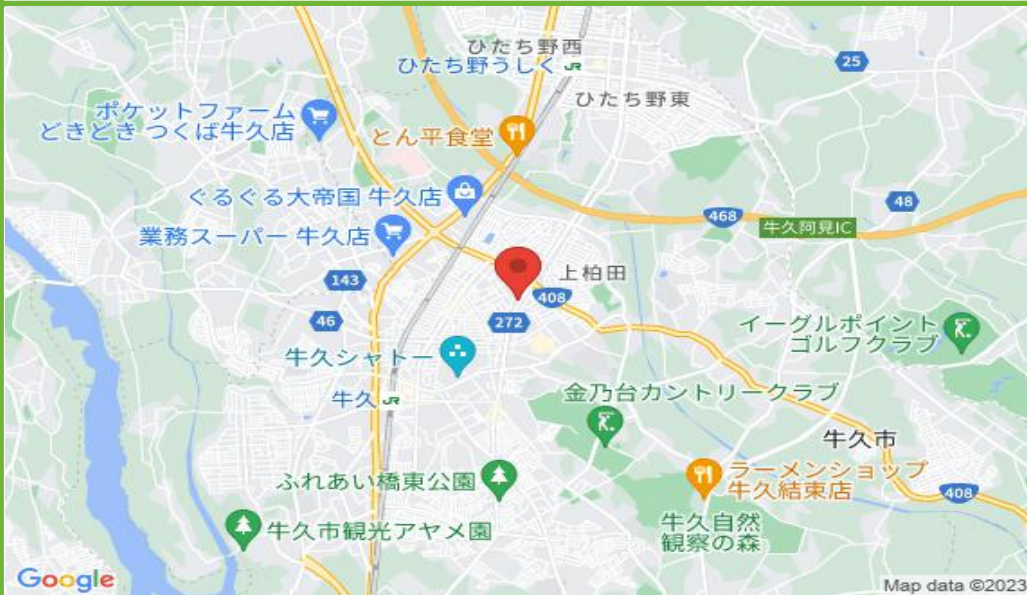 ひたち野西
ひたち野うしく JR
25
ひたち野東
ポケットファーム
どきどき つくば牛久店
とん平食堂
ぐるぐる大帝国 牛久店
48
468
業務スーパー 牛久店
牛久阿見IC
上柏田
143
408
46
272
イーグルポイント
ゴルフクラブ
牛久シャトー
金乃台カントリークラブ
牛久 JR
牛久市
ふれあい橋東公園
ラーメンショップ
牛久結束店
408
牛久市観光アヤメ園
牛久自然
観察の森
Google
Map data ©2023